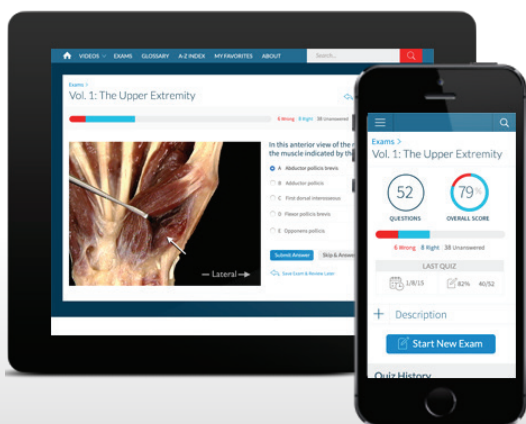 VIDEOS EXAMS GLOSSARY A-Z INDEX MY FAVORITES ABOUT Search...
Exams >
Vol. 1: The Upper Extremity
6 Wrong 8 Right 38 Unanswered
In this anterior view of the
the muscle indicated by th
A Abductor pollicis brevis
B Adductor pollicis
C First dorsal interosseous
D Flexor pollicis brevis
E Opponens pollicis
Submit Answer Skip & Answer
Save Exam & Review Later
— Lateral →
Exams >
Vol. 1: The Upper Extremity
52
QUESTIONS
79%
OVERALL SCORE
6 Wrong 8 Right 38 Unanswered
LAST QUIZ
1/8/15 82% 40/52
+ Description
Start New Exam
Quiz History